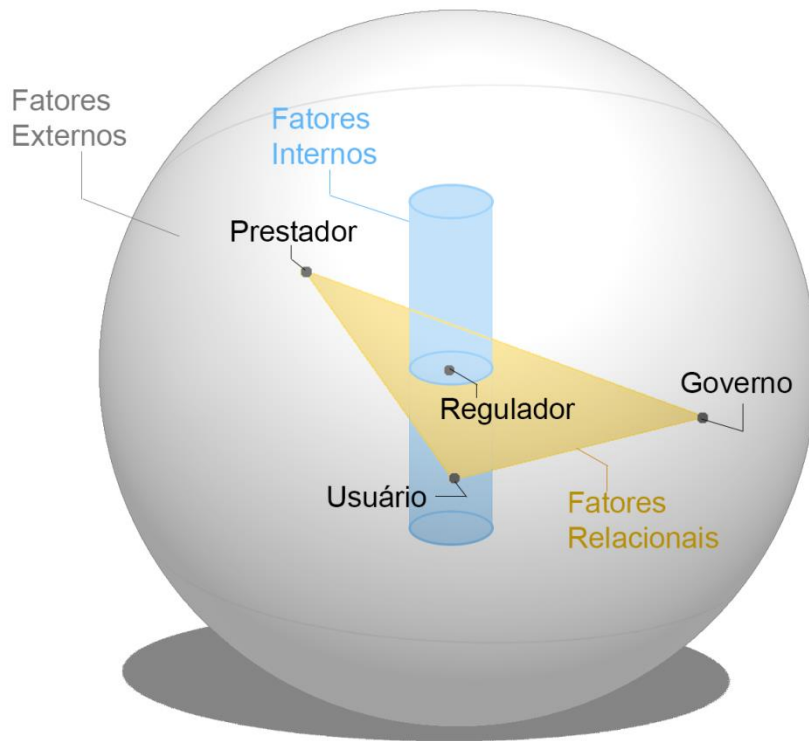 Fatores
Externos
Fatores
Internos
Prestador
Governo
Regulador
Usuário
Fatores
Relacionais